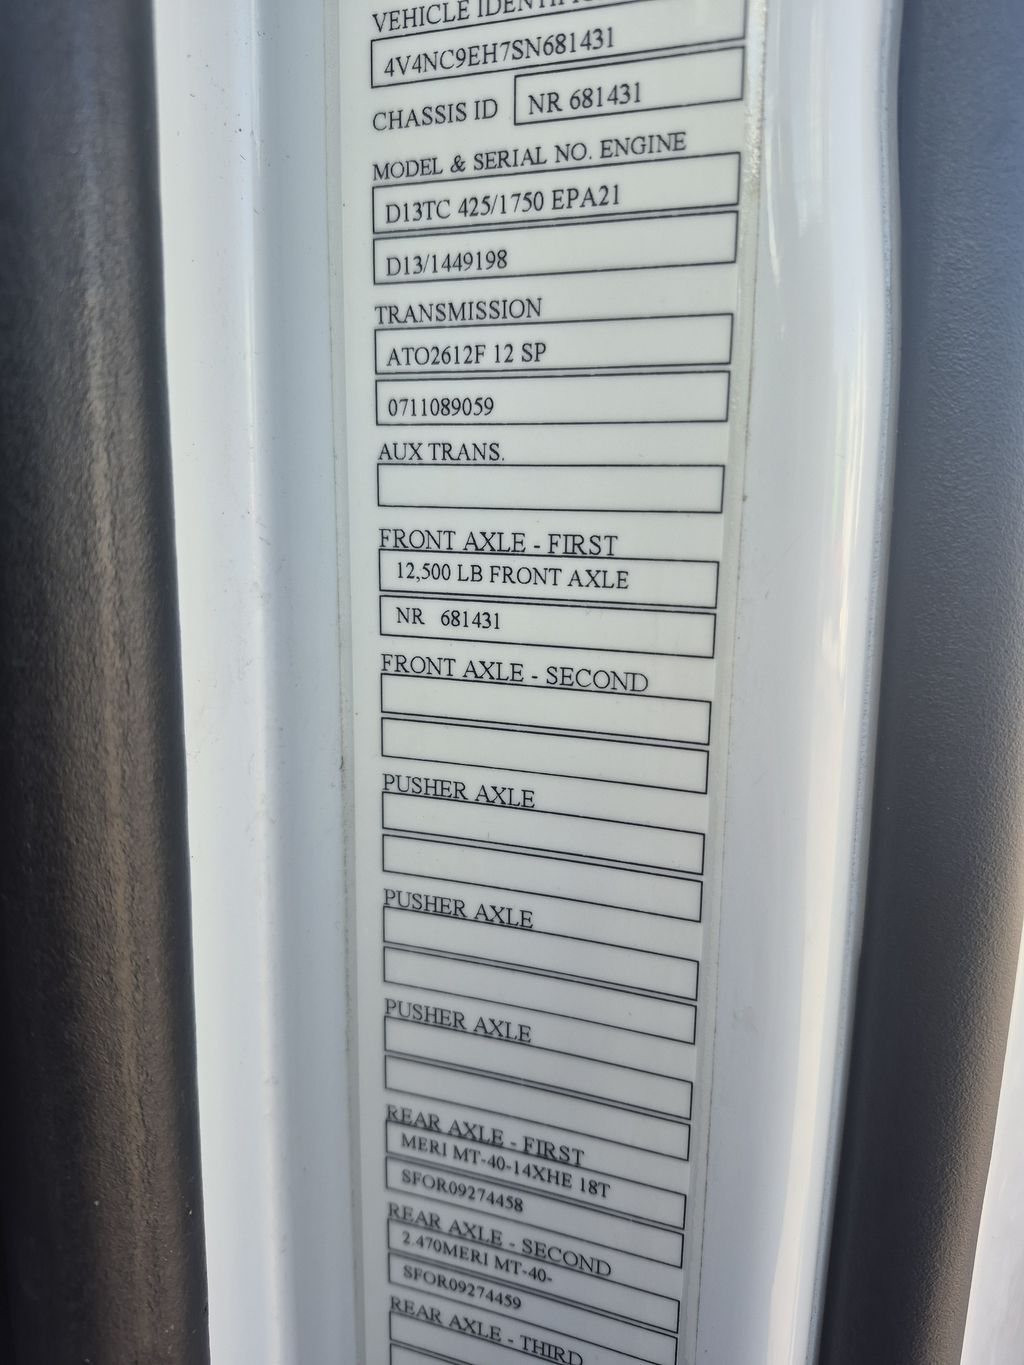 VEHICLE
4V4NC9EH7SN681431
CHASSIS ID NR 681431
MODEL & SERIAL NO. ENGINE
D13TC 425/1750 EPA21
D13/1449198
TRANSMISSION
ATO2612F 12 SP
0711089059
AUX TRANS.
FRONT AXLE - FIRST
12,500 LB FRONT AXLE
NR 681431
FRONT AXLE - SECOND
PUSHER AXLE
PUSHER AXLE
PUSHER AXLE
REAR AXLE - FIRST
MERI MT-40-14XHE 18T
SFOR09274458
REAR AXLE - SECOND
2.470MERI MT-40-
SFOR09274459
REAR AXLE - THIRD